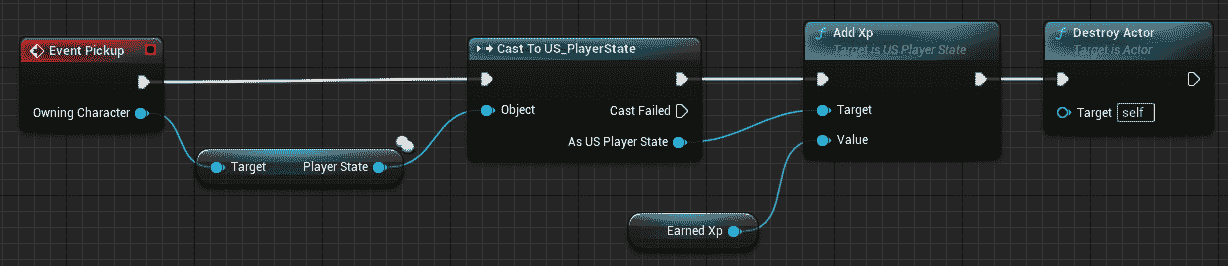 Event Pickup
Owning Character
Target Player State
Cast To US_PlayerState
Object
Cast Failed
As US Player State
Add Xp
Target is US Player State
Target
Value
Earned Xp
Destroy Actor
Target is Actor
Target self